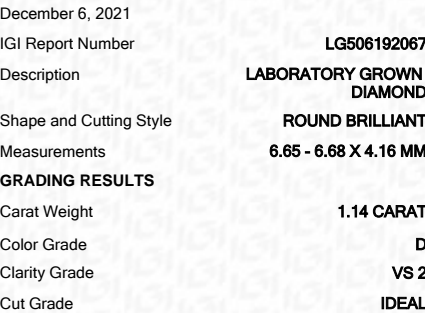 December 6, 2021
IGI Report Number LG506192067
Description LABORATORY GROWN
DIAMOND
Shape and Cutting Style ROUND BRILLIANT
Measurements 6.65 - 6.68 X 4.16 MM
GRADING RESULTS
Carat Weight 1.14 CARAT
Color Grade D
Clarity Grade VS 2
Cut Grade IDEAL